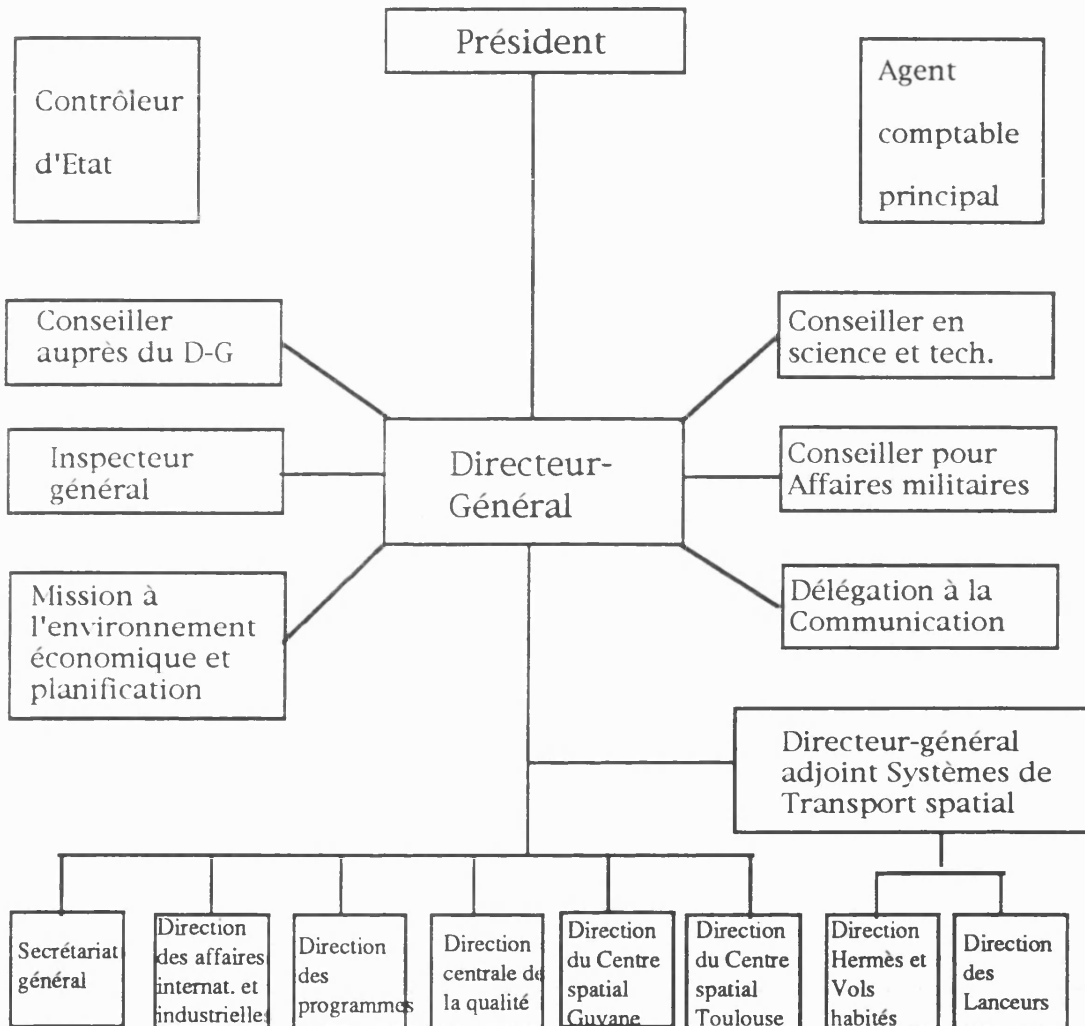 Président
Contrôleur
d'Etat
Agent
comptable
principal
Conseiller
auprès du D-G
Conseiller en
science et tech.
Inspecteur
général
Directeur-
Général
Conseiller pour
Affaires militaires
Mission à
l'environnement
économique et
planification
Délégation à la
Communication
Directeur-général
adjoint Systèmes de
Transport spatial
Secrétariat
général
Direction
des affaires
internat. et
industrielles
Direction
des
programmes
Direction
centrale de
la qualité
Direction
du Centre
spatial
Guyane
Direction
du Centre
spatial
Toulouse
Direction
Hermès et
Vols
habités
Direction
des
Lanceurs